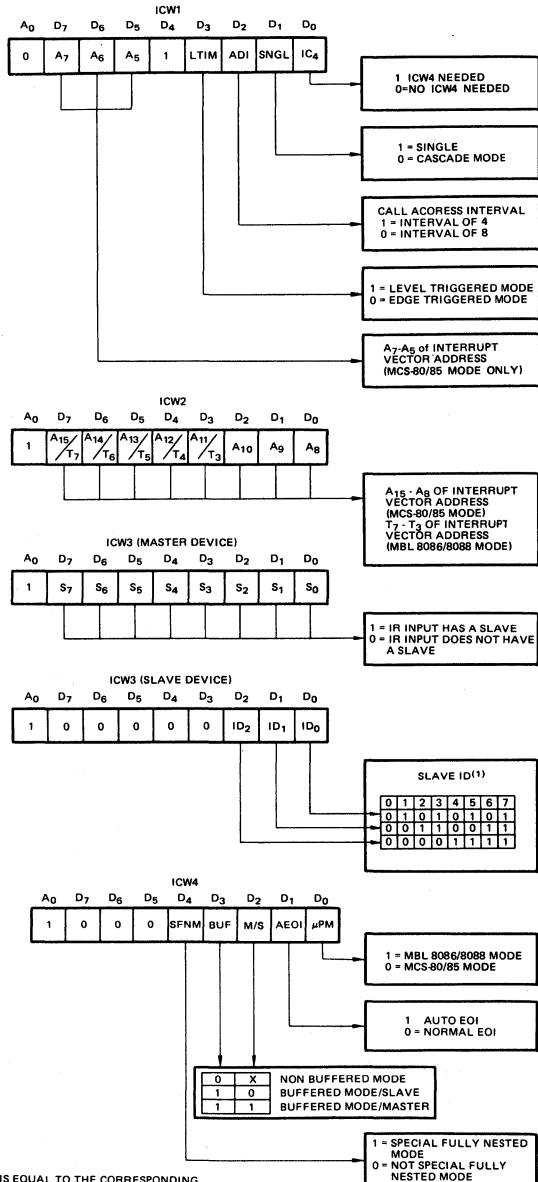 ICW1
A0 D7 D6 D5 D4 D3 D2 D1 D0
0 A7 A6 A5 1 LTIM ADI SNGL IC4
1 ICW4 NEEDED
0=NO ICW4 NEEDED
1 = SINGLE
0 = CASCADE MODE
CALL ACORESS INTERVAL
1 = INTERVAL OF 4
0 = INTERVAL OF 8
1 = LEVEL TRIGGERED MODE
0 = EDGE TRIGGERED MODE
A7-A5 of INTERRUPT
VECTOR ADDRESS
(MCS-80/85 MODE ONLY)
ICW2
A0 D7 D6 D5 D4 D3 D2 D1 D0
1 A15/T7 A14/T6 A13/T5 A12/T4 A11/T3 A10 A9 A8
A15 - A8 OF INTERRUPT
VECTOR ADDRESS
(MCS-80/85 MODE)
T7 - T3 OF INTERRUPT
VECTOR ADDRESS
(MBL 8086/8088 MODE)
ICW3 (MASTER DEVICE)
A0 D7 D6 D5 D4 D3 D2 D1 D0
1 S7 S6 S5 S4 S3 S2 S1 S0
1 = IR INPUT HAS A SLAVE
0 = IR INPUT DOES NOT HAVE
A SLAVE
ICW3 (SLAVE DEVICE)
A0 D7 D6 D5 D4 D3 D2 D1 D0
1 0 0 0 0 0 ID2 ID1 ID0
SLAVE ID(1)
0 1 2 3 4 5 6 7
0 1 0 1 0 1 0 1
0 0 1 1 0 0 1 1
0 0 0 0 1 1 1 1
ICW4
A0 D7 D6 D5 D4 D3 D2 D1 D0
1 0 0 0 SFNM BUF M/S AEOI µPM
1 = MBL 8086/8088 MODE
0 = MCS-80/85 MODE
1 AUTO EOI
0 = NORMAL EOI
0 X NON BUFFERED MODE
1 0 BUFFERED MODE/SLAVE
1 1 BUFFERED MODE/MASTER
1 = SPECIAL FULLY NESTED
MODE
0 = NOT SPECIAL FULLY
NESTED MODE
IS EQUAL TO THE CORRESPONDING